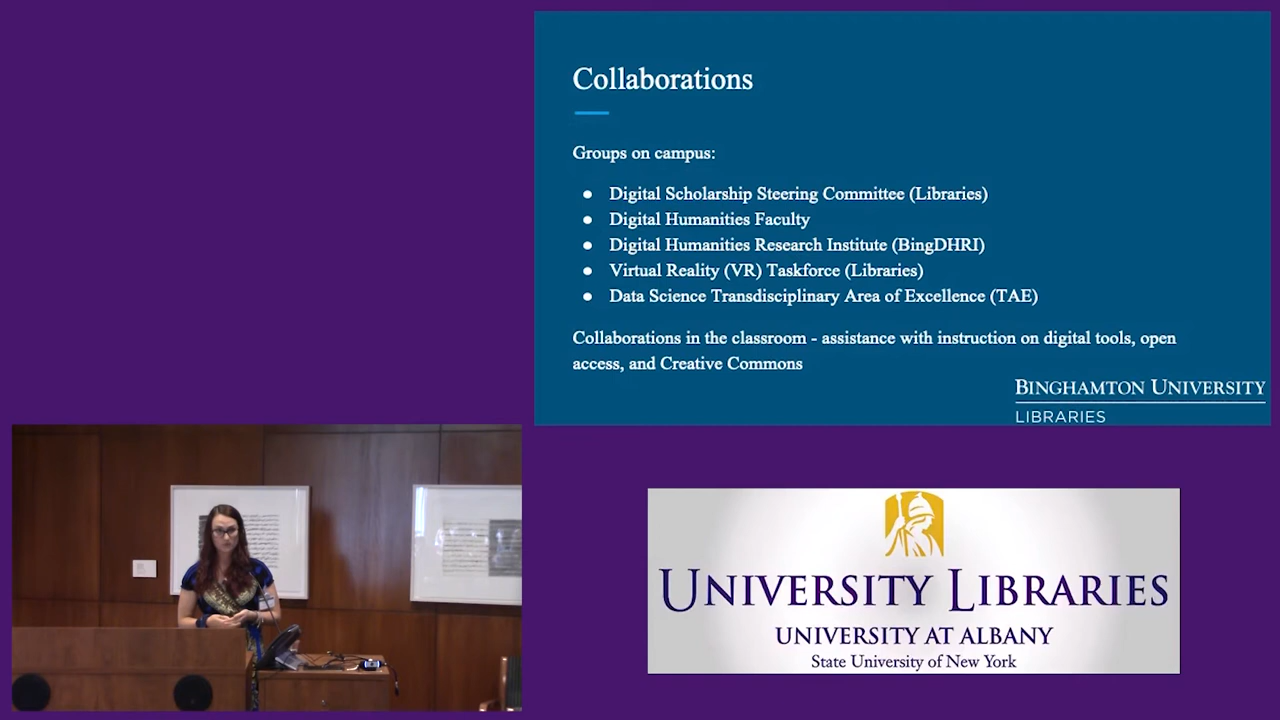 Collaborations
Groups on campus:
● Digital Scholarship Steering Committee (Libraries)
● Digital Humanities Faculty
● Digital Humanities Research Institute (BingDHRI)
● Virtual Reality (VR) Taskforce (Libraries)
● Data Science Transdisciplinary Area of Excellence (TAE)
Collaborations in the classroom - assistance with instruction on digital tools, open
access, and Creative Commons
BINGHAMTON UNIVERSITY
LIBRARIES
UNIVERSITY LIBRARIES
UNIVERSITY AT ALBANY
State University of New York